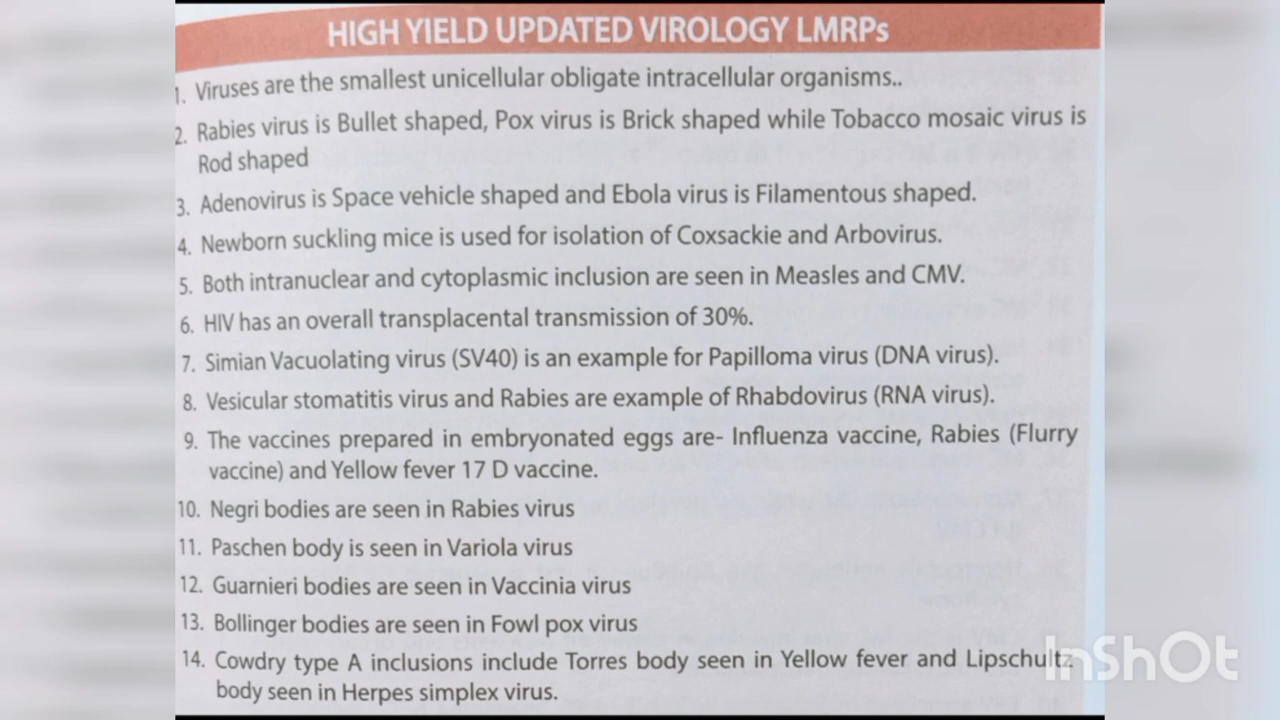 HIGH YIELD UPDATED VIROLOGY LMRPs
1. Viruses are the smallest unicellular obligate intracellular organisms..
2. Rabies virus is Bullet shaped, Pox virus is Brick shaped while Tobacco mosaic virus is
Rod shaped
3. Adenovirus is Space vehicle shaped and Ebola virus is Filamentous shaped.
4. Newborn suckling mice is used for isolation of Coxsackie and Arbovirus.
5. Both intranuclear and cytoplasmic inclusion are seen in Measles and CMV.
6. HIV has an overall transplacental transmission of 30%.
7. Simian Vacuolating virus (SV40) is an example for Papilloma virus (DNA virus).
8. Vesicular stomatitis virus and Rabies are example of Rhabdovirus (RNA virus).
9. The vaccines prepared in embryonated eggs are- Influenza vaccine, Rabies (Flurry
vaccine) and Yellow fever 17 D vaccine.
10. Negri bodies are seen in Rabies virus
11. Paschen body is seen in Variola virus
12. Guarnieri bodies are seen in Vaccinia virus
13. Bollinger bodies are seen in Fowl pox virus
14. Cowdry type A inclusions include Torres body seen in Yellow fever and Lipschultz
body seen in Herpes simplex virus.
InShOt